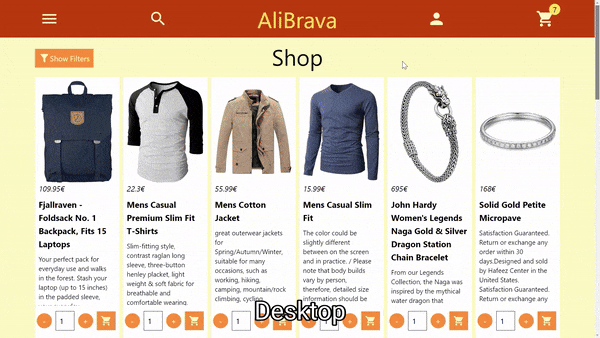 AliBrava
7
Show Filters
Shop
109.95€
Fjallraven -
Foldsack No. 1
Backpack, Fits 15
Laptops
Your perfect pack for
everyday use and walks
in the forest. Stash your
laptop (up to 15 inches)
in the padded sleeve,
22.3€
Mens Casual
Premium Slim Fit
T-Shirts
Slim-fitting style,
contrast raglan long
sleeve, three-button
henley placket, light
weight & soft fabric for
breathable and
comfortable wearing.
55.99€
Mens Cotton
Jacket
great outerwear jackets
for
Spring/Autumn/Winter,
suitable for many
occasions, such as
working, hiking,
camping, mountain/rock
climbing, cycling,
15.99€
Mens Casual Slim
Fit
The color could be
slightly different
between on the screen
and in practice. / Please
note that body builds
vary by person,
therefore, detailed size
information should be
695€
John Hardy
Women's Legends
Naga Gold & Silver
Dragon Station
Chain Bracelet
From our Legends
Collection, the Naga was
inspired by the mythical
water dragon that
168€
Solid Gold Petite
Micropave
Satisfaction Guaranteed.
Return or exchange any
order within 30
days.Designed and sold
by Hafeez Center in the
United States.
Satisfaction Guaranteed.
Return or exchange any
- 1 +
- 1 +
- 1 +
- 1 +
- 1 +
- 1 +
Desktop